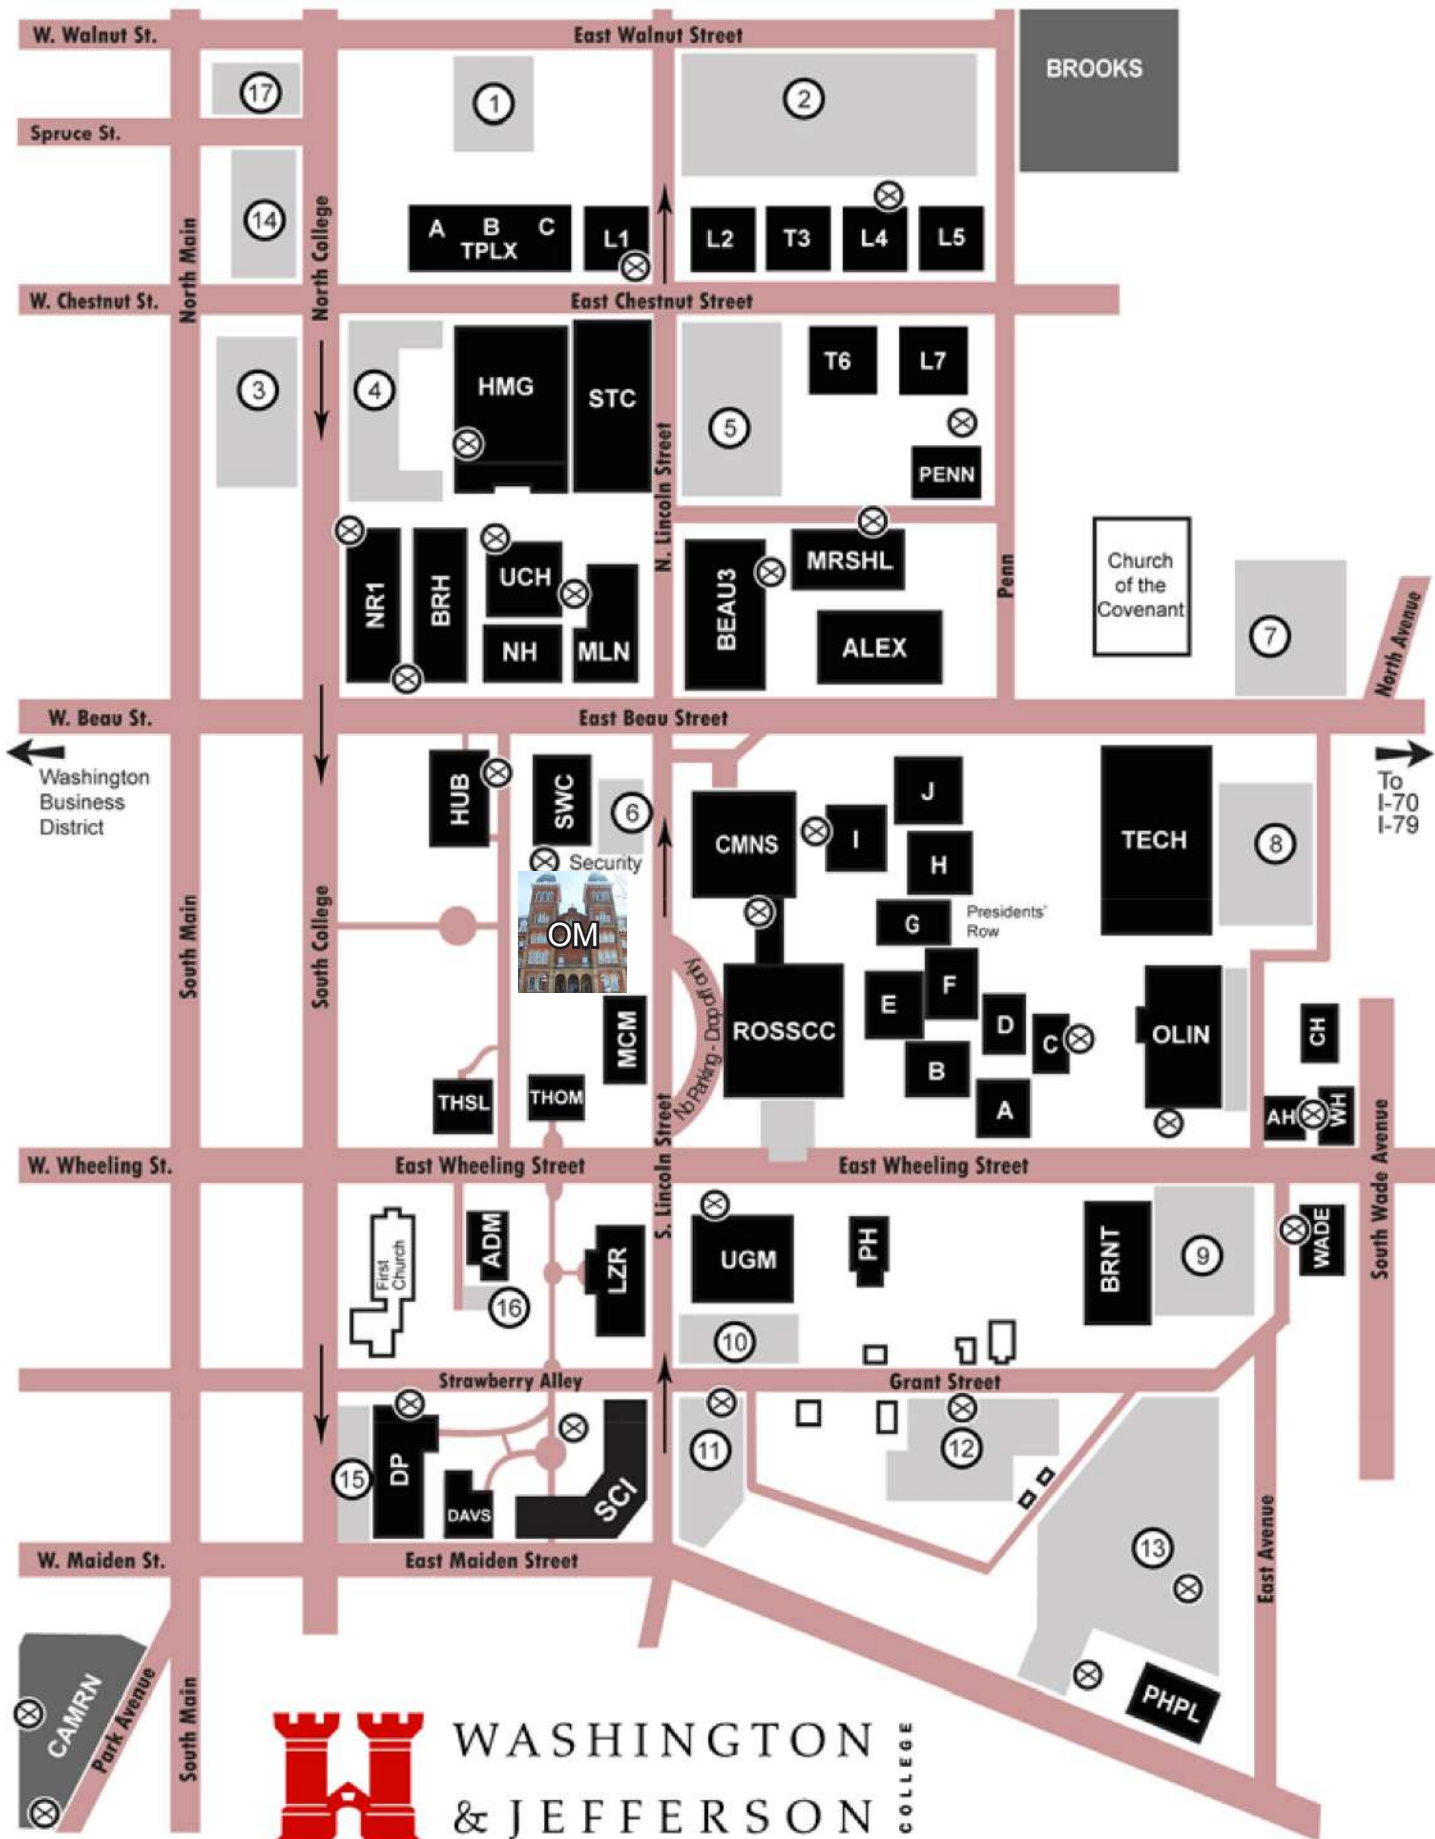 W. Walnut St.
East Walnut Street
BROOKS
17
1
2
Spruce St.
14
North Main
North College
A B C
TPLX
L1
L2
T3
L4
L5
W. Chestnut St.
East Chestnut Street
3
4
HMG
STC
N. Lincoln Street
5
T6
L7
PENN
Penn
NR1
BRH
UCH
NH
MLN
BEAU3
MRSHL
ALEX
Church
of the
Covenant
7
North Avenue
W. Beau St.
East Beau Street
Washington
Business
District
To
I-70
I-79
HUB
SWC
6
Security
OM
CMNS
I
J
H
G
Presidents'
Row
TECH
8
South Main
South College
No Parking - Drop off only
MCM
ROSSCC
E
F
D
C
B
A
OLIN
CH
AH
WH
THSL
THOM
S. Lincoln Street
South Wade Avenue
W. Wheeling St.
East Wheeling Street
East Wheeling Street
First
Church
ADM
16
LZR
UGM
PH
BRNT
9
WADE
10
Strawberry Alley
Grant Street
15
DP
DAVS
SCI
11
12
13
East Avenue
W. Maiden St.
East Maiden Street
PHPL
CAMRN
Park Avenue
South Main
WASHINGTON
& JEFFERSON
COLLEGE